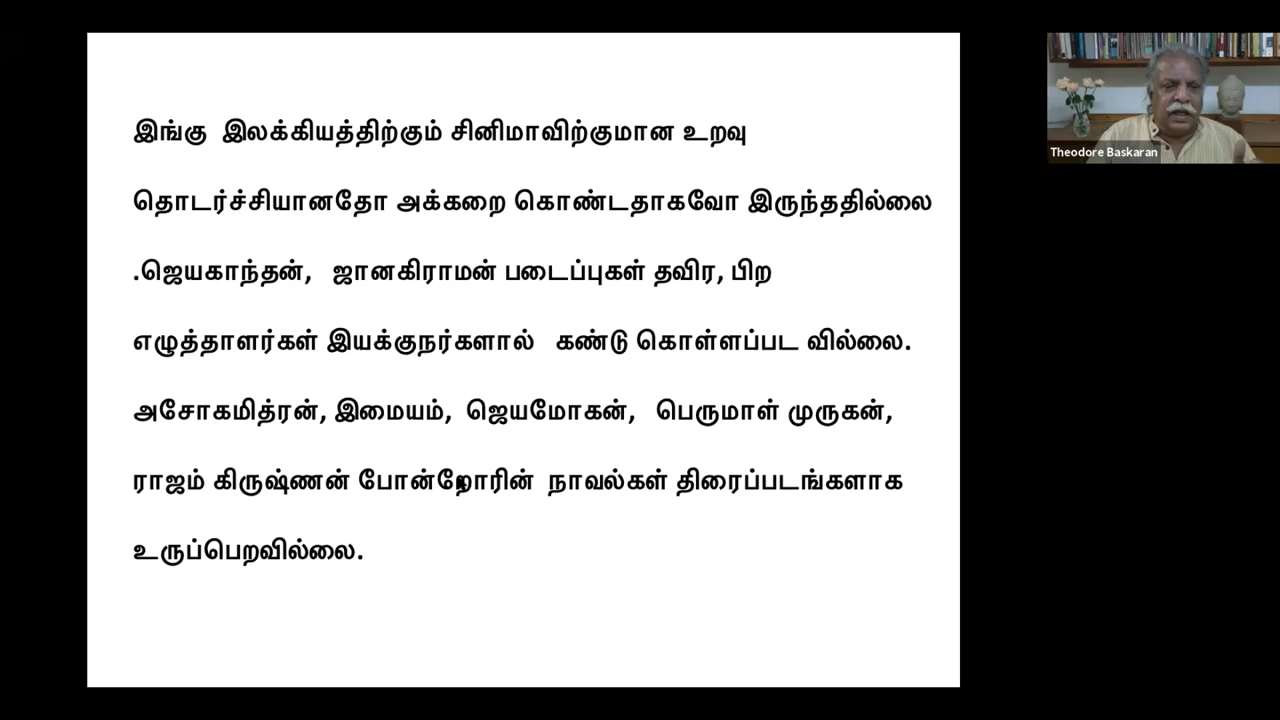 இங்கு இலக்கியத்திற்கும் சினிமாவிற்குமான உறவு
தொடர்ச்சியானதோ அக்கறை கொண்டதாகவோ இருந்ததில்லை
.ஜெயகாந்தன், ஜானகிராமன் படைப்புகள் தவிர, பிற
எழுத்தாளர்கள் இயக்குநர்களால் கண்டு கொள்ளப்பட வில்லை.
அசோகமித்ரன், இமையம், ஜெயமோகன், பெருமாள் முருகன்,
ராஜம் கிருஷ்ணன் போன்றோரின் நாவல்கள் திரைப்படங்களாக
உருப்பெறவில்லை.
Theodore Baskaran